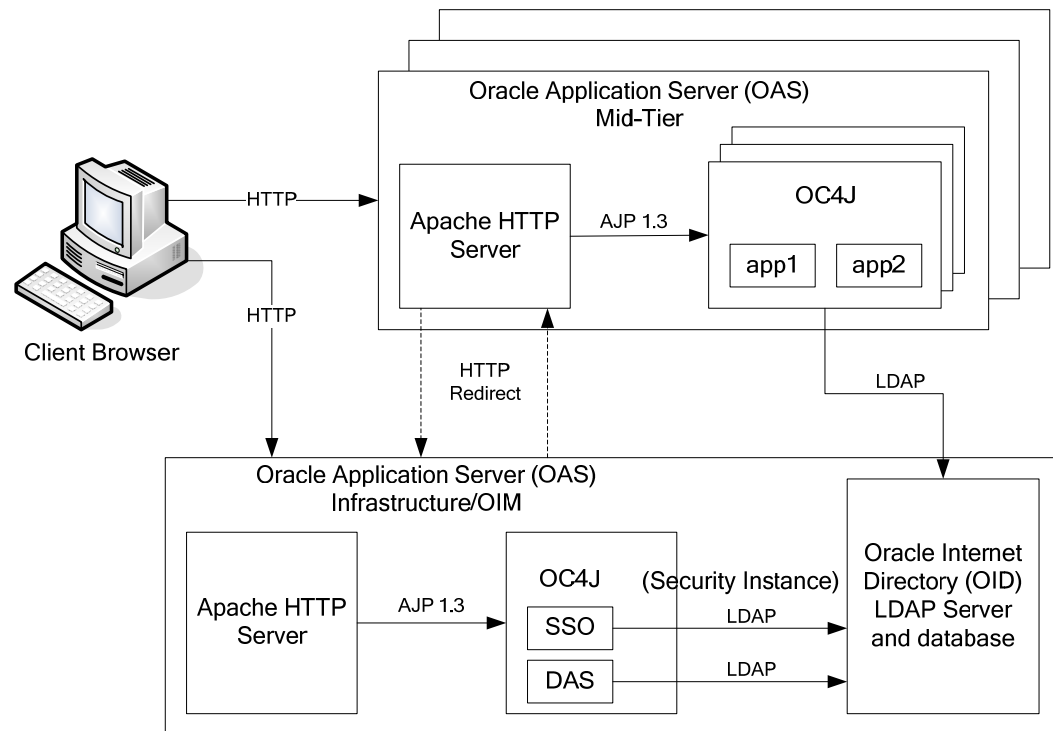 Oracle Application Server (OAS)
Mid-Tier
OC4J
HTTP
Apache HTTP
Server
AJP 1.3
app1
app2
HTTP
Client Browser
HTTP
Redirect
LDAP
Oracle Application Server (OAS)
Infrastructure/OIM
Apache HTTP
Server
AJP 1.3
OC4J
(Security Instance)
SSO
LDAP
DAS
LDAP
Oracle Internet
Directory (OID)
LDAP Server
and database